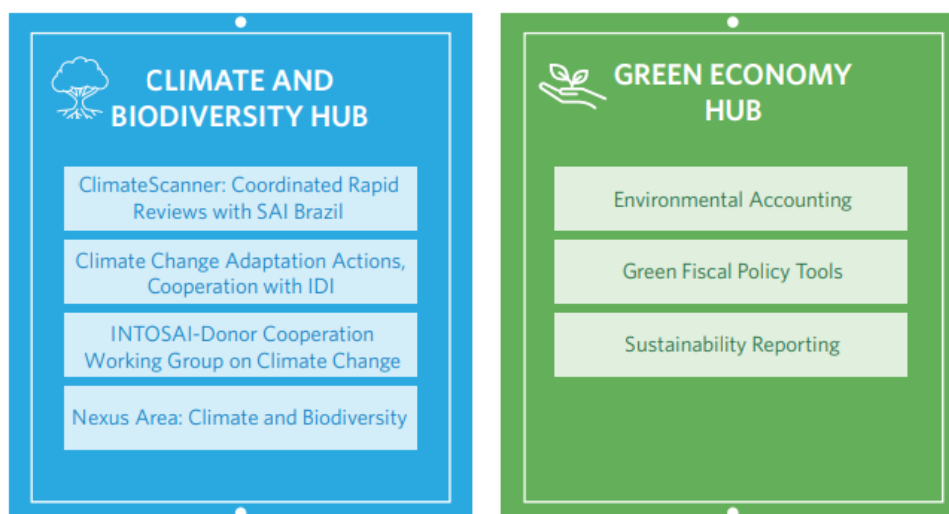 CLIMATE AND
BIODIVERSITY HUB
ClimateScanner: Coordinated Rapid
Reviews with SAI Brazil
Climate Change Adaptation Actions,
Cooperation with IDI
INTOSAI-Donor Cooperation
Working Group on Climate Change
Nexus Area: Climate and Biodiversity
GREEN ECONOMY
HUB
Environmental Accounting
Green Fiscal Policy Tools
Sustainability Reporting